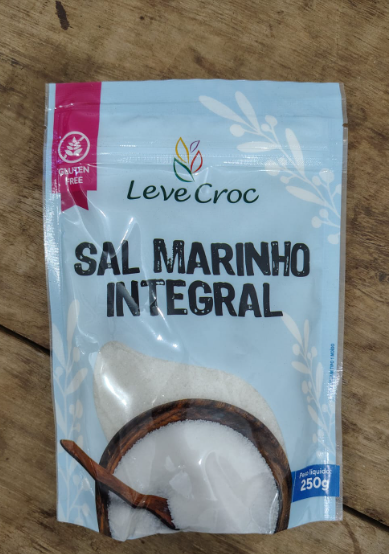 GLUTEN
FREE
Leve Croc
SAL MARINHO
INTEGRAL
Peso líquido
250g